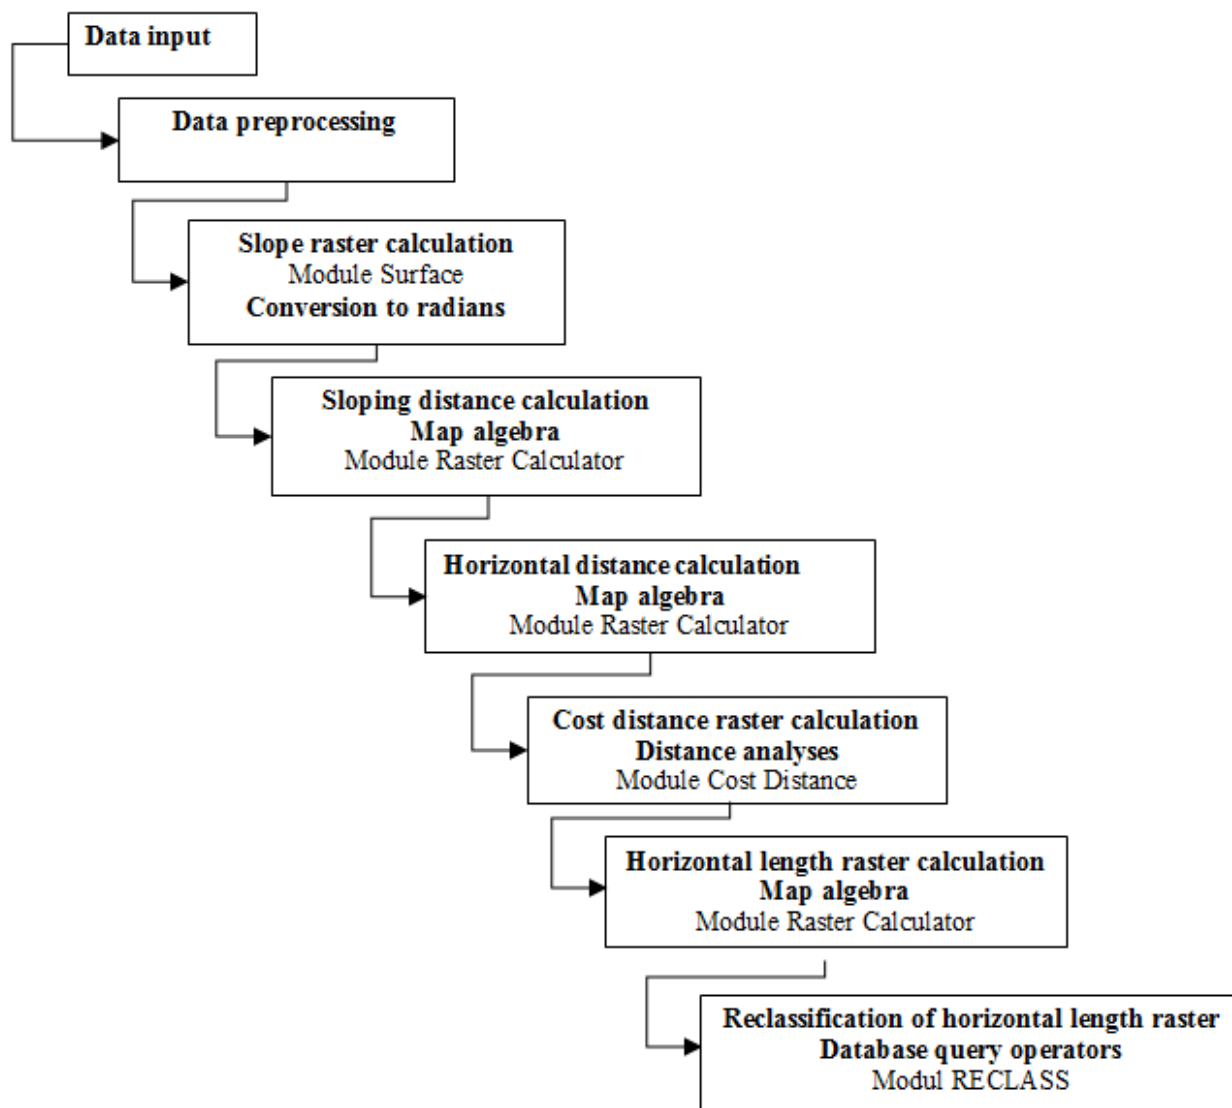 Data input
Data preprocessing
Slope raster calculation
Module Surface
Conversion to radians
Sloping distance calculation
Map algebra
Module Raster Calculator
Horizontal distance calculation
Map algebra
Module Raster Calculator
Cost distance raster calculation
Distance analyses
Module Cost Distance
Horizontal length raster calculation
Map algebra
Module Raster Calculator
Reclassification of horizontal length raster
Database query operators
Modul RECLASS